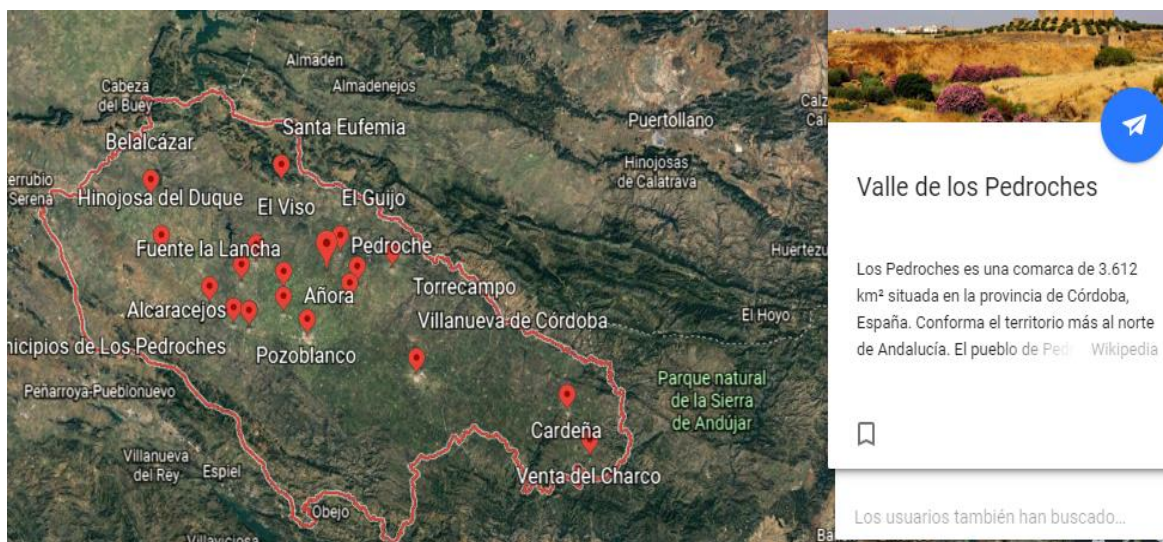 Almadén
Cabeza
del Buey
Almadenejos
Puertollano
Santa Eufemia
Belalcázar
Hinojosas
de Calatrava
Serena
Hinojosa del Duque
El Viso
El Guijo
Fuente la Lancha
Pedroche
Torrecampo
Añora
Alcaracejos
Villanueva de Córdoba
El Hoyo
de Los Pedroches
Pozoblanco
Peñarroya-Pueblonuevo
Parque natural
de la Sierra
de Andújar
Cardeña
Villanueva
del Rey
Espiel
Venta del Charco
Obejo
Valle de los Pedroches
Los Pedroches es una comarca de 3.612
km² situada en la provincia de Córdoba,
España. Conforma el territorio más al norte
de Andalucía. El pueblo de Wikipedia
Los usuarios también han buscado...